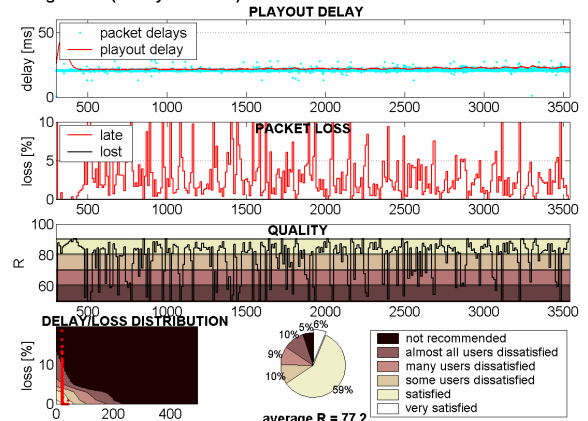 PLAYOUT DELAY
delay [ms]
50
0
packet delays
playout delay
500 1000 1500 2000 2500 3000 3500
PACKET LOSS
loss [%]
10
5
0
late
lost
500 1000 1500 2000 2500 3000 3500
QUALITY
R
100
80
60
500 1000 1500 2000 2500 3000 3500
DELAY/LOSS DISTRIBUTION
loss [%]
10
0
0 200 400
5% 6%
10%
9%
10%
59%
average R = 77.2
not recommended
almost all users dissatisfied
many users dissatisfied
some users dissatisfied
satisfied
very satisfied